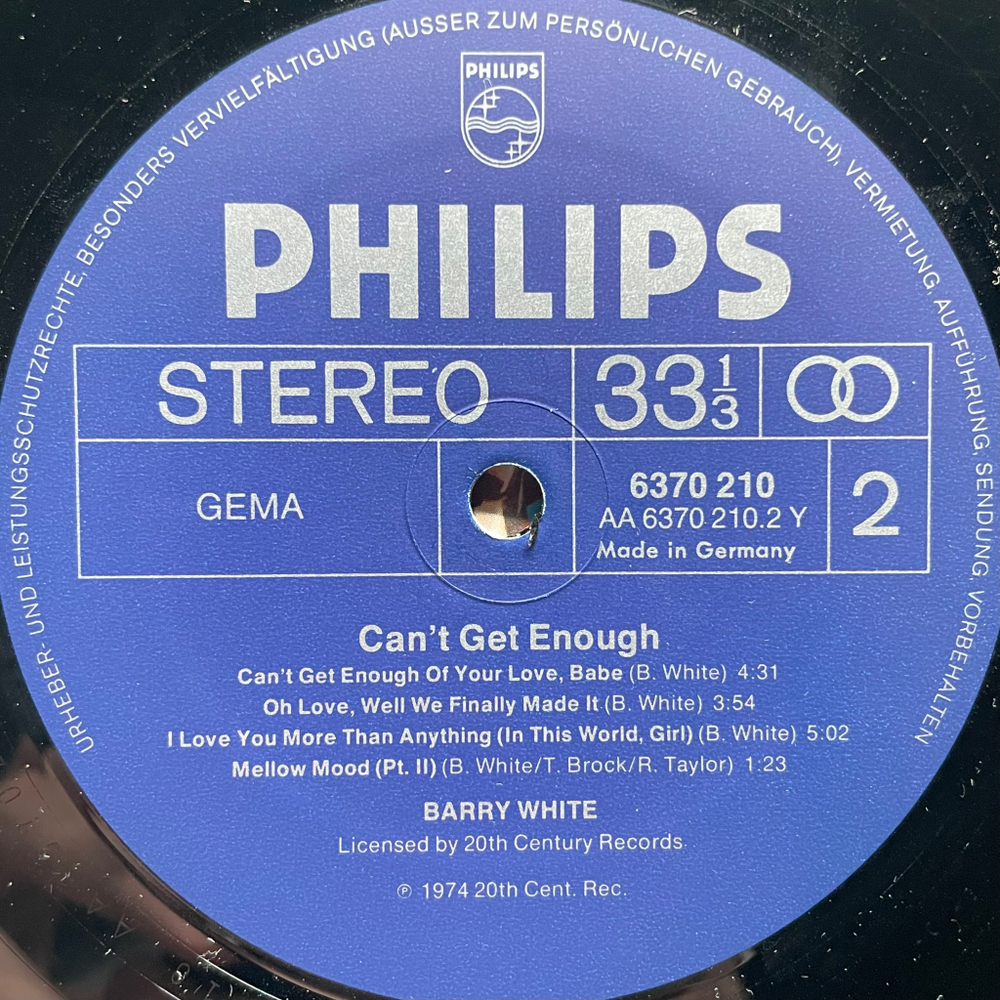 URHEBER- UND LEISTUNGSSCHUTZRECHTE, BESONDERS VERVIELFÄLTIGUNG (AUSSER ZUM PERSÖNLICHEN GEBRAUCH), VERMIETUNG, AUFFÜHRUNG, SENDUNG, VORBEHALTEN
PHILIPS
PHILIPS
STEREO 33 1/3
GEMA
6370 210
AA 6370 210.2 Y
Made in Germany
2
Can't Get Enough
Can't Get Enough Of Your Love, Babe (B. White) 4:31
Oh Love, Well We Finally Made It (B. White) 3:54
I Love You More Than Anything (In This World, Girl) (B. White) 5:02
Mellow Mood (Pt. II) (B. White/T. Brock/R. Taylor) 1:23
BARRY WHITE
Licensed by 20th Century Records
℗ 1974 20th Cent. Rec.